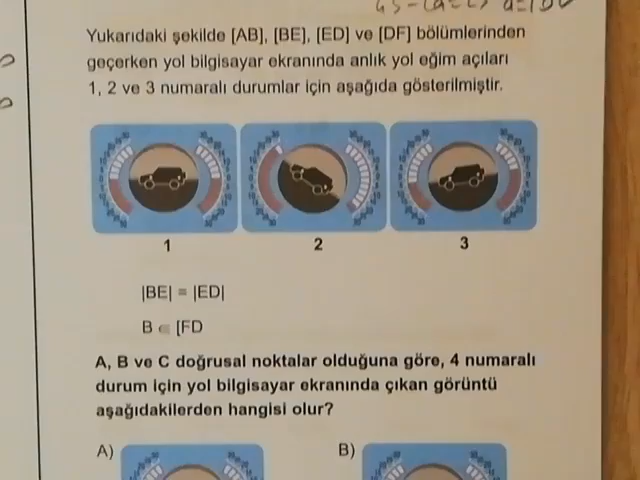 Yukarıdaki şekilde [AB], [BE], [ED] ve [DF] bölümlerinden
geçerken yol bilgisayar ekranında anlık yol eğim açıları
1, 2 ve 3 numaralı durumlar için aşağıda gösterilmiştir.
1 2 3
|BE| = |ED|
B ∈ [FD
A, B ve C doğrusal noktalar olduğuna göre, 4 numaralı
durum için yol bilgisayar ekranında çıkan görüntü
aşağıdakilerden hangisi olur?
A) B)